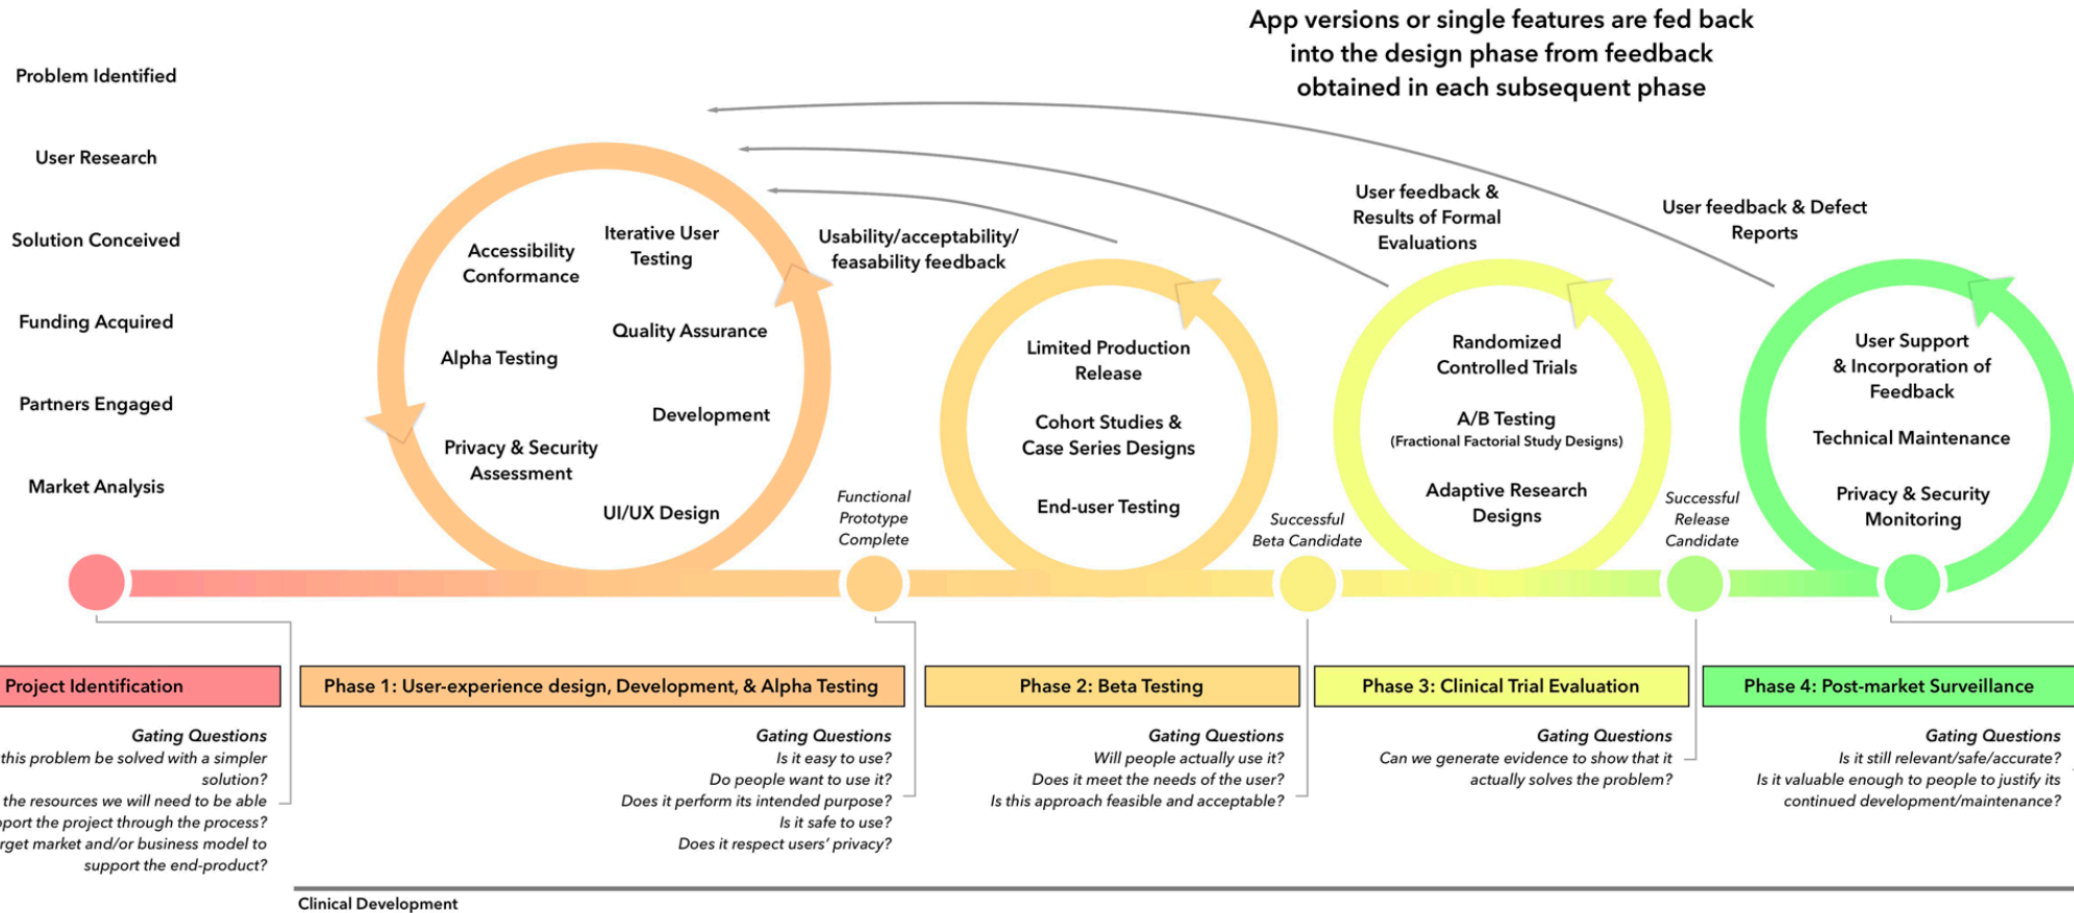 App versions or single features are fed back
into the design phase from feedback
obtained in each subsequent phase
Problem Identified
User Research
Solution Conceived
Funding Acquired
Partners Engaged
Market Analysis
Accessibility
Conformance
Iterative User
Testing
Quality Assurance
Alpha Testing
Development
Privacy & Security
Assessment
UI/UX Design
Usability/acceptability/
feasability feedback
Functional
Prototype
Complete
Limited Production
Release
Cohort Studies &
Case Series Designs
End-user Testing
Successful
Beta Candidate
User feedback &
Results of Formal
Evaluations
Randomized
Controlled Trials
A/B Testing
(Fractional Factorial Study Designs)
Adaptive Research
Designs
Successful
Release
Candidate
User feedback & Defect
Reports
User Support
& Incorporation of
Feedback
Technical Maintenance
Privacy & Security
Monitoring
Project Identification
Gating Questions
this problem be solved with a simpler
solution?
the resources we will need to be able
the project through the process?
market and/or business model to
support the end-product?
Phase 1: User-experience design, Development, & Alpha Testing
Gating Questions
Is it easy to use?
Do people want to use it?
Does it perform its intended purpose?
Is it safe to use?
Does it respect users' privacy?
Phase 2: Beta Testing
Gating Questions
Will people actually use it?
Does it meet the needs of the user?
Is this approach feasible and acceptable?
Phase 3: Clinical Trial Evaluation
Gating Questions
Can we generate evidence to show that it
actually solves the problem?
Phase 4: Post-market Surveillance
Gating Questions
Is it still relevant/safe/accurate?
Is it valuable enough to people to justify its
continued development/maintenance?
Clinical Development